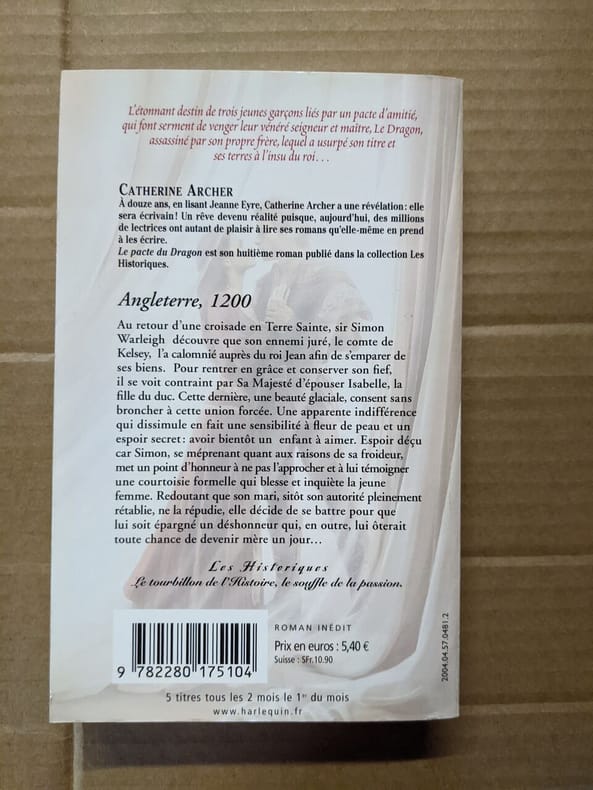 L'étonnant destin de trois jeunes garçons liés par un pacte d'amitié,
qui font serment de venger leur vénéré seigneur et maître, Le Dragon,
assassiné par son propre frère, lequel a usurpé son titre et
ses terres à l'insu du roi...
CATHERINE ARCHER
À douze ans, en lisant Jeanne Eyre, Catherine Archer a une révélation : elle
sera écrivain ! Un rêve devenu réalité puisque, aujourd'hui, des millions
de lectrices ont autant de plaisir à lire ses romans qu'elle-même en prend
à les écrire.
Le pacte du Dragon est son huitième roman publié dans la collection Les
Historiques.
Angleterre, 1200
Au retour d'une croisade en Terre Sainte, sir Simon
Warleigh découvre que son ennemi juré, le comte de
Kelsey, l'a calomnié auprès du roi Jean afin de s'emparer de
ses biens. Pour rentrer en grâce et conserver son fief,
il se voit contraint par Sa Majesté d'épouser Isabelle, la
fille du duc. Cette dernière, une beauté glaciale, consent sans
broncher à cette union forcée. Une apparente indifférence
qui dissimule en fait une sensibilité à fleur de peau et un
espoir secret : avoir bientôt un enfant à aimer. Espoir déçu
car Simon, se méprenant quant aux raisons de sa froideur,
met un point d'honneur à ne pas l'approcher et à lui témoigner
une courtoisie formelle qui blesse et inquiète la jeune
femme. Redoutant que son mari, sitôt son autorité pleinement
rétablie, ne la répudie, elle décide de se battre pour que
lui soit épargné un déshonneur qui, en outre, lui ôterait
toute chance de devenir mère un jour...
Les Historiques
Le tourbillon de l'Histoire, le souffle de la passion.
ROMAN INÉDIT
Prix en euros : 5,40 €
Suisse : SFr.10.90
9 782280 175104
5 titres tous les 2 mois le 1er du mois
www.harlequin.fr
2004.04.57.0481.2